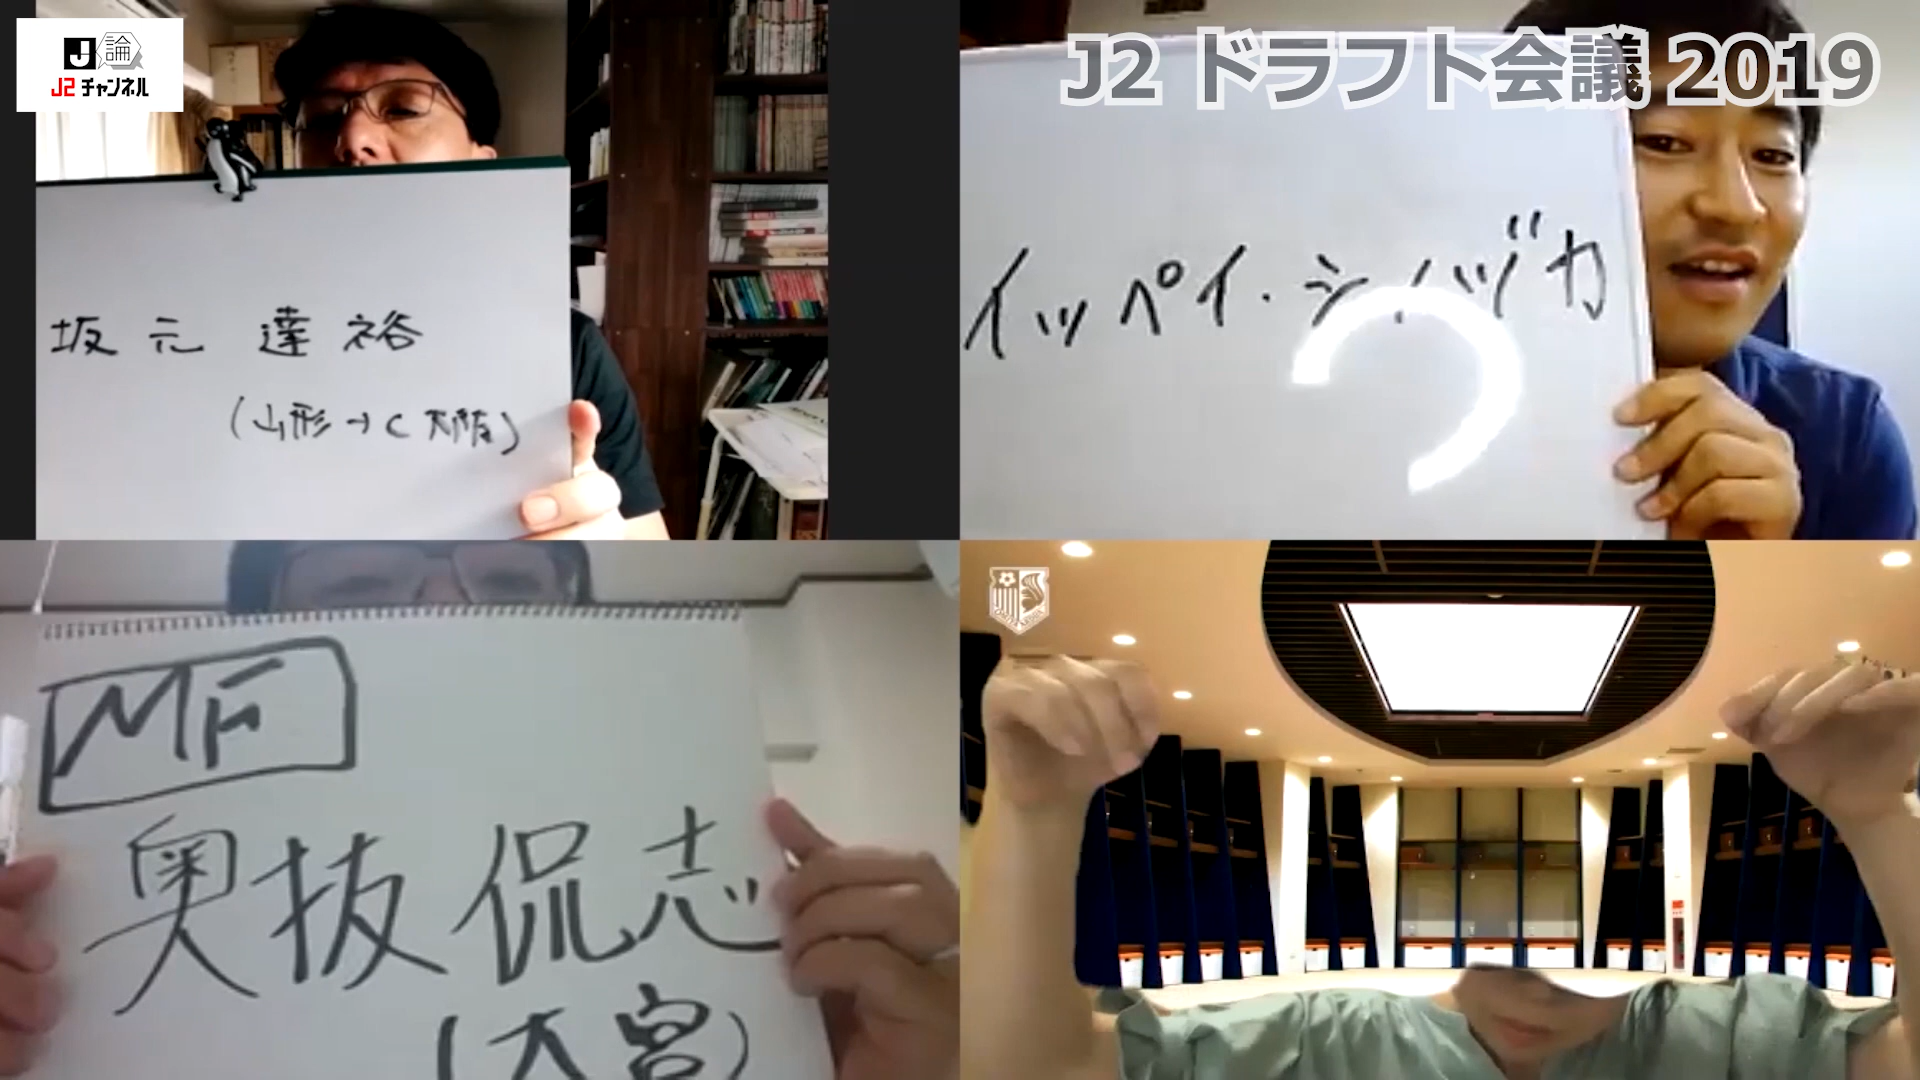 J論
J2チャンネル
J2 ドラフト会議 2019
坂元 達裕
(山形→C大阪)
イッペイ・シノヅカ
MF
奥抜侃志
(大宮)